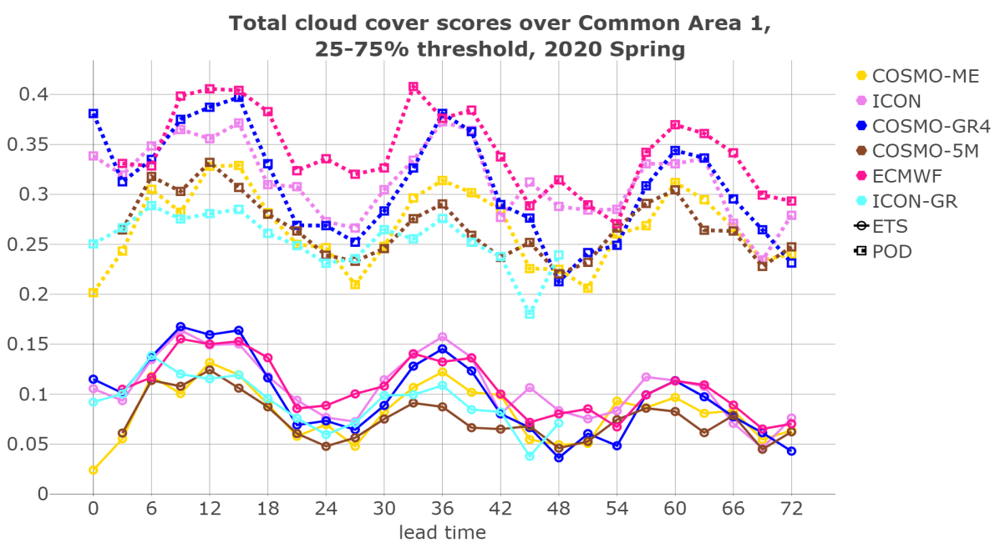 Total cloud cover scores over Common Area 1,
25-75% threshold, 2020 Spring
0.4
0.35
0.3
0.25
0.2
0.15
0.1
0.05
0
0 6 12 18 24 30 36 42 48 54 60 66 72
lead time
COSMO-ME
ICON
COSMO-GR4
COSMO-5M
ECMWF
ICON-GR
ETS
POD